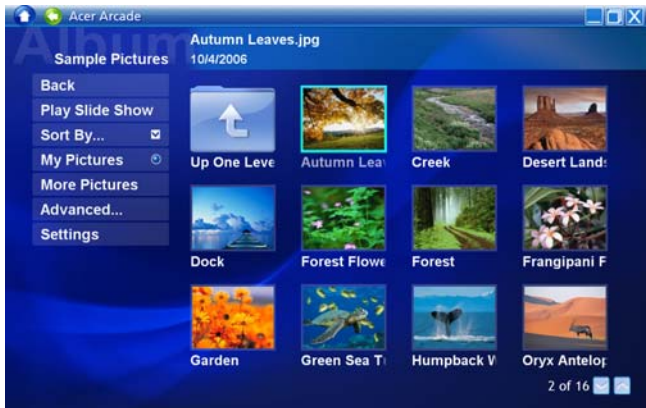 Acer Arcade
Album
Autumn Leaves.jpg
10/4/2006
Sample Pictures
Back
Play Slide Show
Sort By...
My Pictures
More Pictures
Advanced...
Settings
Up One Leve
Autumn Lea
Creek
Desert Lands
Dock
Forest Flowe
Forest
Frangipani F
Garden
Green Sea T
Humpback W
Oryx Antelop
2 of 16